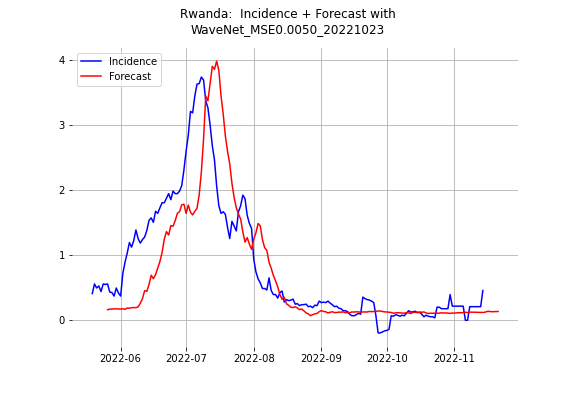 Rwanda:  Incidence + Forecast with
WaveNet_MSE0.0050_20221023
Incidence
Forecast
4
3
2
1
0
2022-06 2022-07 2022-08 2022-09 2022-10 2022-11